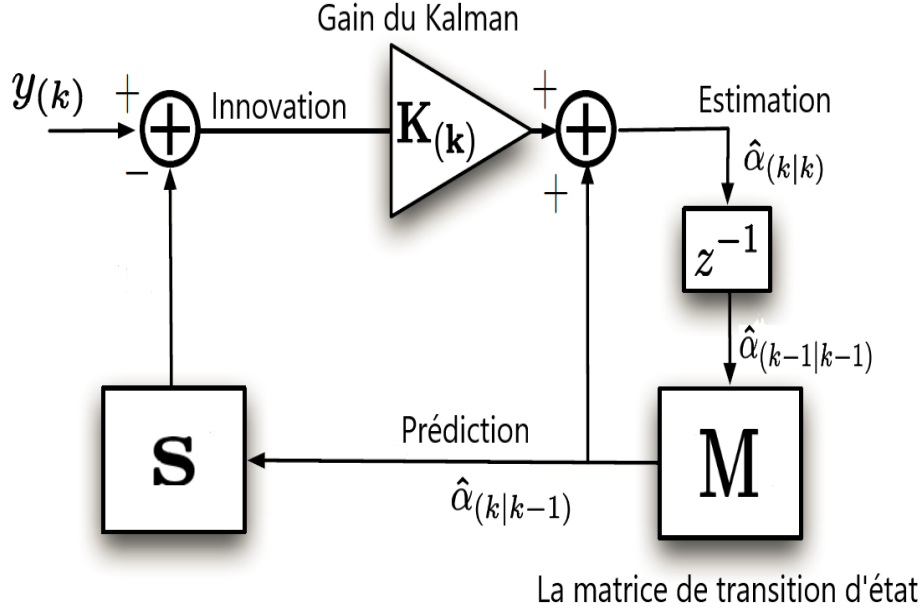 Gain du Kalman
y(k)
+
Innovation
K(k)
+
Estimation
−
+
α̂(k|k)
z⁻¹
α̂(k−1|k−1)
S
Prédiction
α̂(k|k−1)
M
La matrice de transition d'état